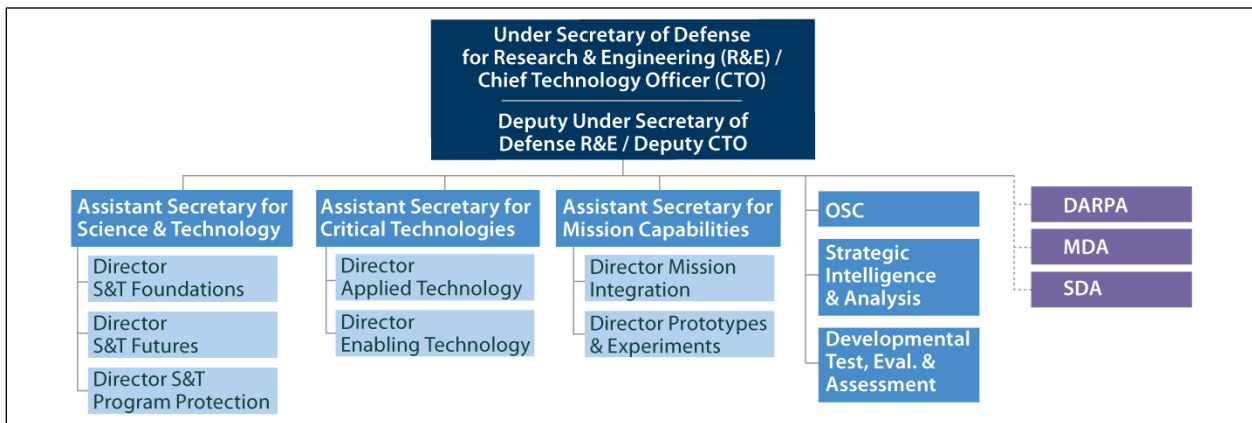 Under Secretary of Defense
for Research & Engineering (R&E) /
Chief Technology Officer (CTO)
Deputy Under Secretary of
Defense R&E / Deputy CTO
Assistant Secretary for
Science & Technology
Director
S&T Foundations
Director
S&T Futures
Director S&T
Program Protection
Assistant Secretary for
Critical Technologies
Director
Applied Technology
Director
Enabling Technology
Assistant Secretary for
Mission Capabilities
Director Mission
Integration
Director Prototypes
& Experiments
OSC
Strategic
Intelligence
& Analysis
Developmental
Test, Eval. &
Assessment
DARPA
MDA
SDA